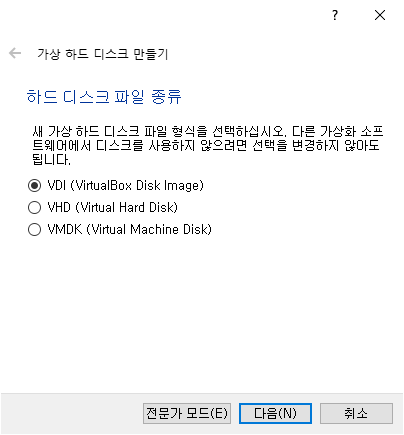 ?
가상 하드 디스크 만들기
하드 디스크 파일 종류
새 가상 하드 디스크 파일 형식을 선택하십시오. 다른 가상화 소프
트웨어에서 디스크를 사용하지 않으려면 선택을 변경하지 않아도
됩니다.
VDI (VirtualBox Disk Image)
VHD (Virtual Hard Disk)
VMDK (Virtual Machine Disk)
전문가 모드(E) 다음(N) 취소